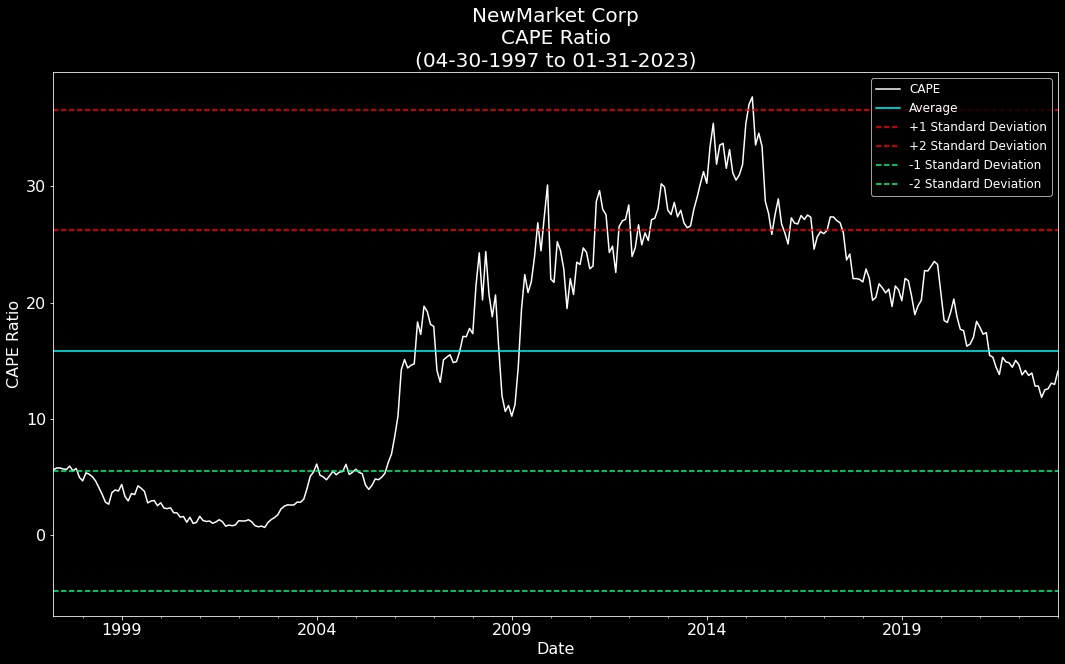 NewMarket Corp
CAPE Ratio
(04-30-1997 to 01-31-2023)
CAPE
Average
+1 Standard Deviation
+2 Standard Deviation
-1 Standard Deviation
-2 Standard Deviation
CAPE Ratio
30
20
10
0
1999
2004
2009
2014
2019
Date